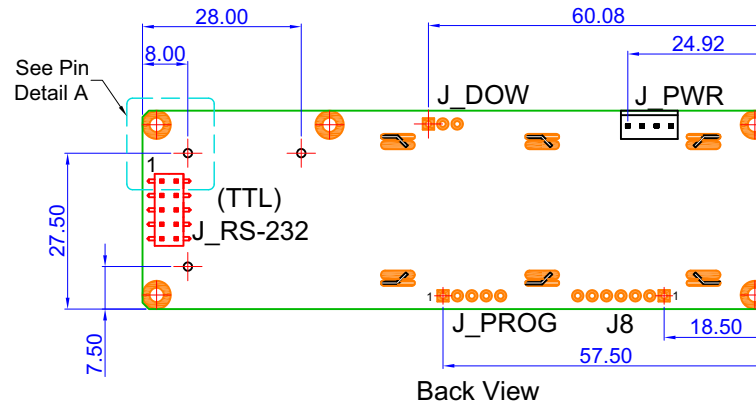 28.00
60.08
8.00
24.92
See Pin
Detail A
J_DOW
J_PWR
1
(TTL)
J_RS-232
27.50
7.50
1
1
J_PROG
J8
18.50
57.50
Back View